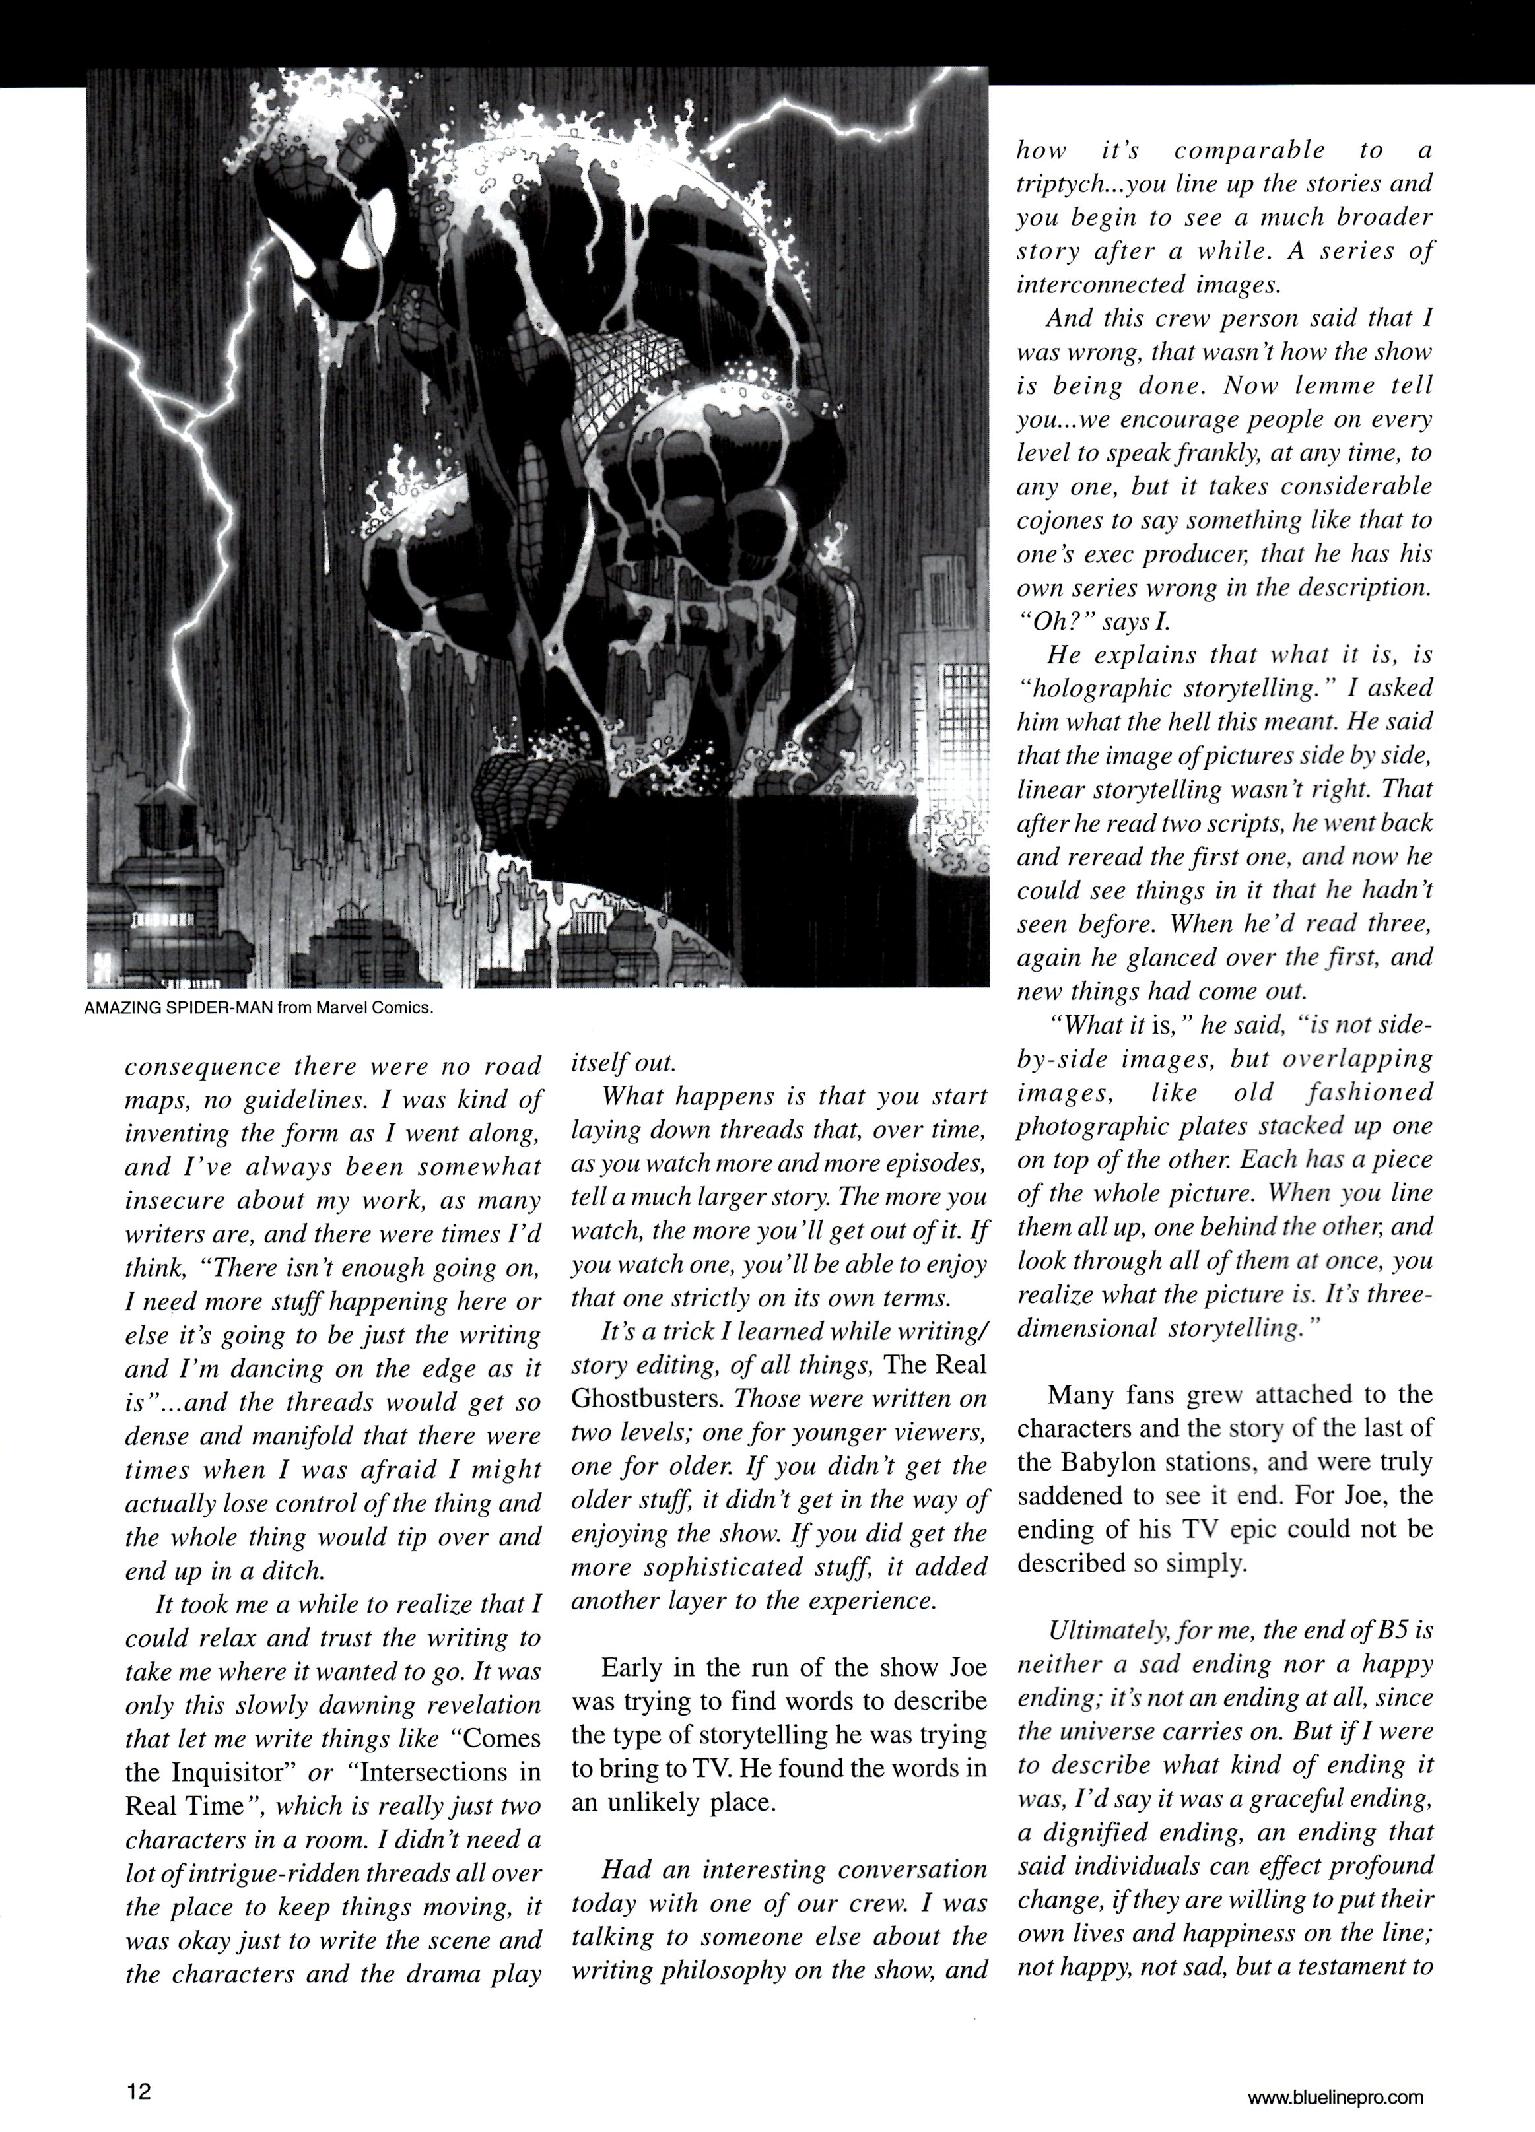 AMAZING SPIDER-MAN from Marvel Comics.
consequence there were no road
maps, no guidelines. I was kind of
inventing the form as I went along,
and I've always been somewhat
insecure about my work, as many
writers are, and there were times I'd
think, “There isn't enough going on,
I need more stuff happening here or
else it's going to be just the writing
and I'm dancing on the edge as it
is”...and the threads would get so
dense and manifold that there were
times when I was afraid I might
actually lose control of the thing and
the whole thing would tip over and
end up in a ditch.
It took me a while to realize that I
could relax and trust the writing to
take me where it wanted to go. It was
only this slowly dawning revelation
that let me write things like “Comes
the Inquisitor” or “Intersections in
Real Time”, which is really just two
characters in a room. I didn't need a
lot of intrigue-ridden threads all over
the place to keep things moving, it
was okay just to write the scene and
the characters and the drama play
itself out.
What happens is that you start
laying down threads that, over time,
as you watch more and more episodes,
tell a much larger story. The more you
watch, the more you'll get out of it. If
you watch one, you'll be able to enjoy
that one strictly on its own terms.
It's a trick I learned while writing/
story editing, of all things, The Real
Ghostbusters. Those were written on
two levels; one for younger viewers,
one for older. If you didn't get the
older stuff, it didn't get in the way of
enjoying the show. If you did get the
more sophisticated stuff, it added
another layer to the experience.
Early in the run of the show Joe
was trying to find words to describe
the type of storytelling he was trying
to bring to TV. He found the words in
an unlikely place.
Had an interesting conversation
today with one of our crew. I was
talking to someone else about the
writing philosophy on the show, and
how it's comparable to a
triptych...you line up the stories and
you begin to see a much broader
story after a while. A series of
interconnected images.
And this crew person said that I
was wrong, that wasn't how the show
is being done. Now lemme tell
you...we encourage people on every
level to speak frankly, at any time, to
any one, but it takes considerable
cojones to say something like that to
one's exec producer, that he has his
own series wrong in the description.
“Oh?” says I.
He explains that what it is, is
“holographic storytelling.” I asked
him what the hell this meant. He said
that the image of pictures side by side,
linear storytelling wasn't right. That
after he read two scripts, he went back
and reread the first one, and now he
could see things in it that he hadn't
seen before. When he'd read three,
again he glanced over the first, and
new things had come out.
“What it is,” he said, “is not side-
by-side images, but overlapping
images, like old fashioned
photographic plates stacked up one
on top of the other. Each has a piece
of the whole picture. When you line
them all up, one behind the other, and
look through all of them at once, you
realize what the picture is. It's three-
dimensional storytelling.”
Many fans grew attached to the
characters and the story of the last of
the Babylon stations, and were truly
saddened to see it end. For Joe, the
ending of his TV epic could not be
described so simply.
Ultimately, for me, the end of B5 is
neither a sad ending nor a happy
ending; it's not an ending at all, since
the universe carries on. But if I were
to describe what kind of ending it
was, I'd say it was a graceful ending,
a dignified ending, an ending that
said individuals can effect profound
change, if they are willing to put their
own lives and happiness on the line;
not happy, not sad, but a testament to
12
www.bluelinepro.com